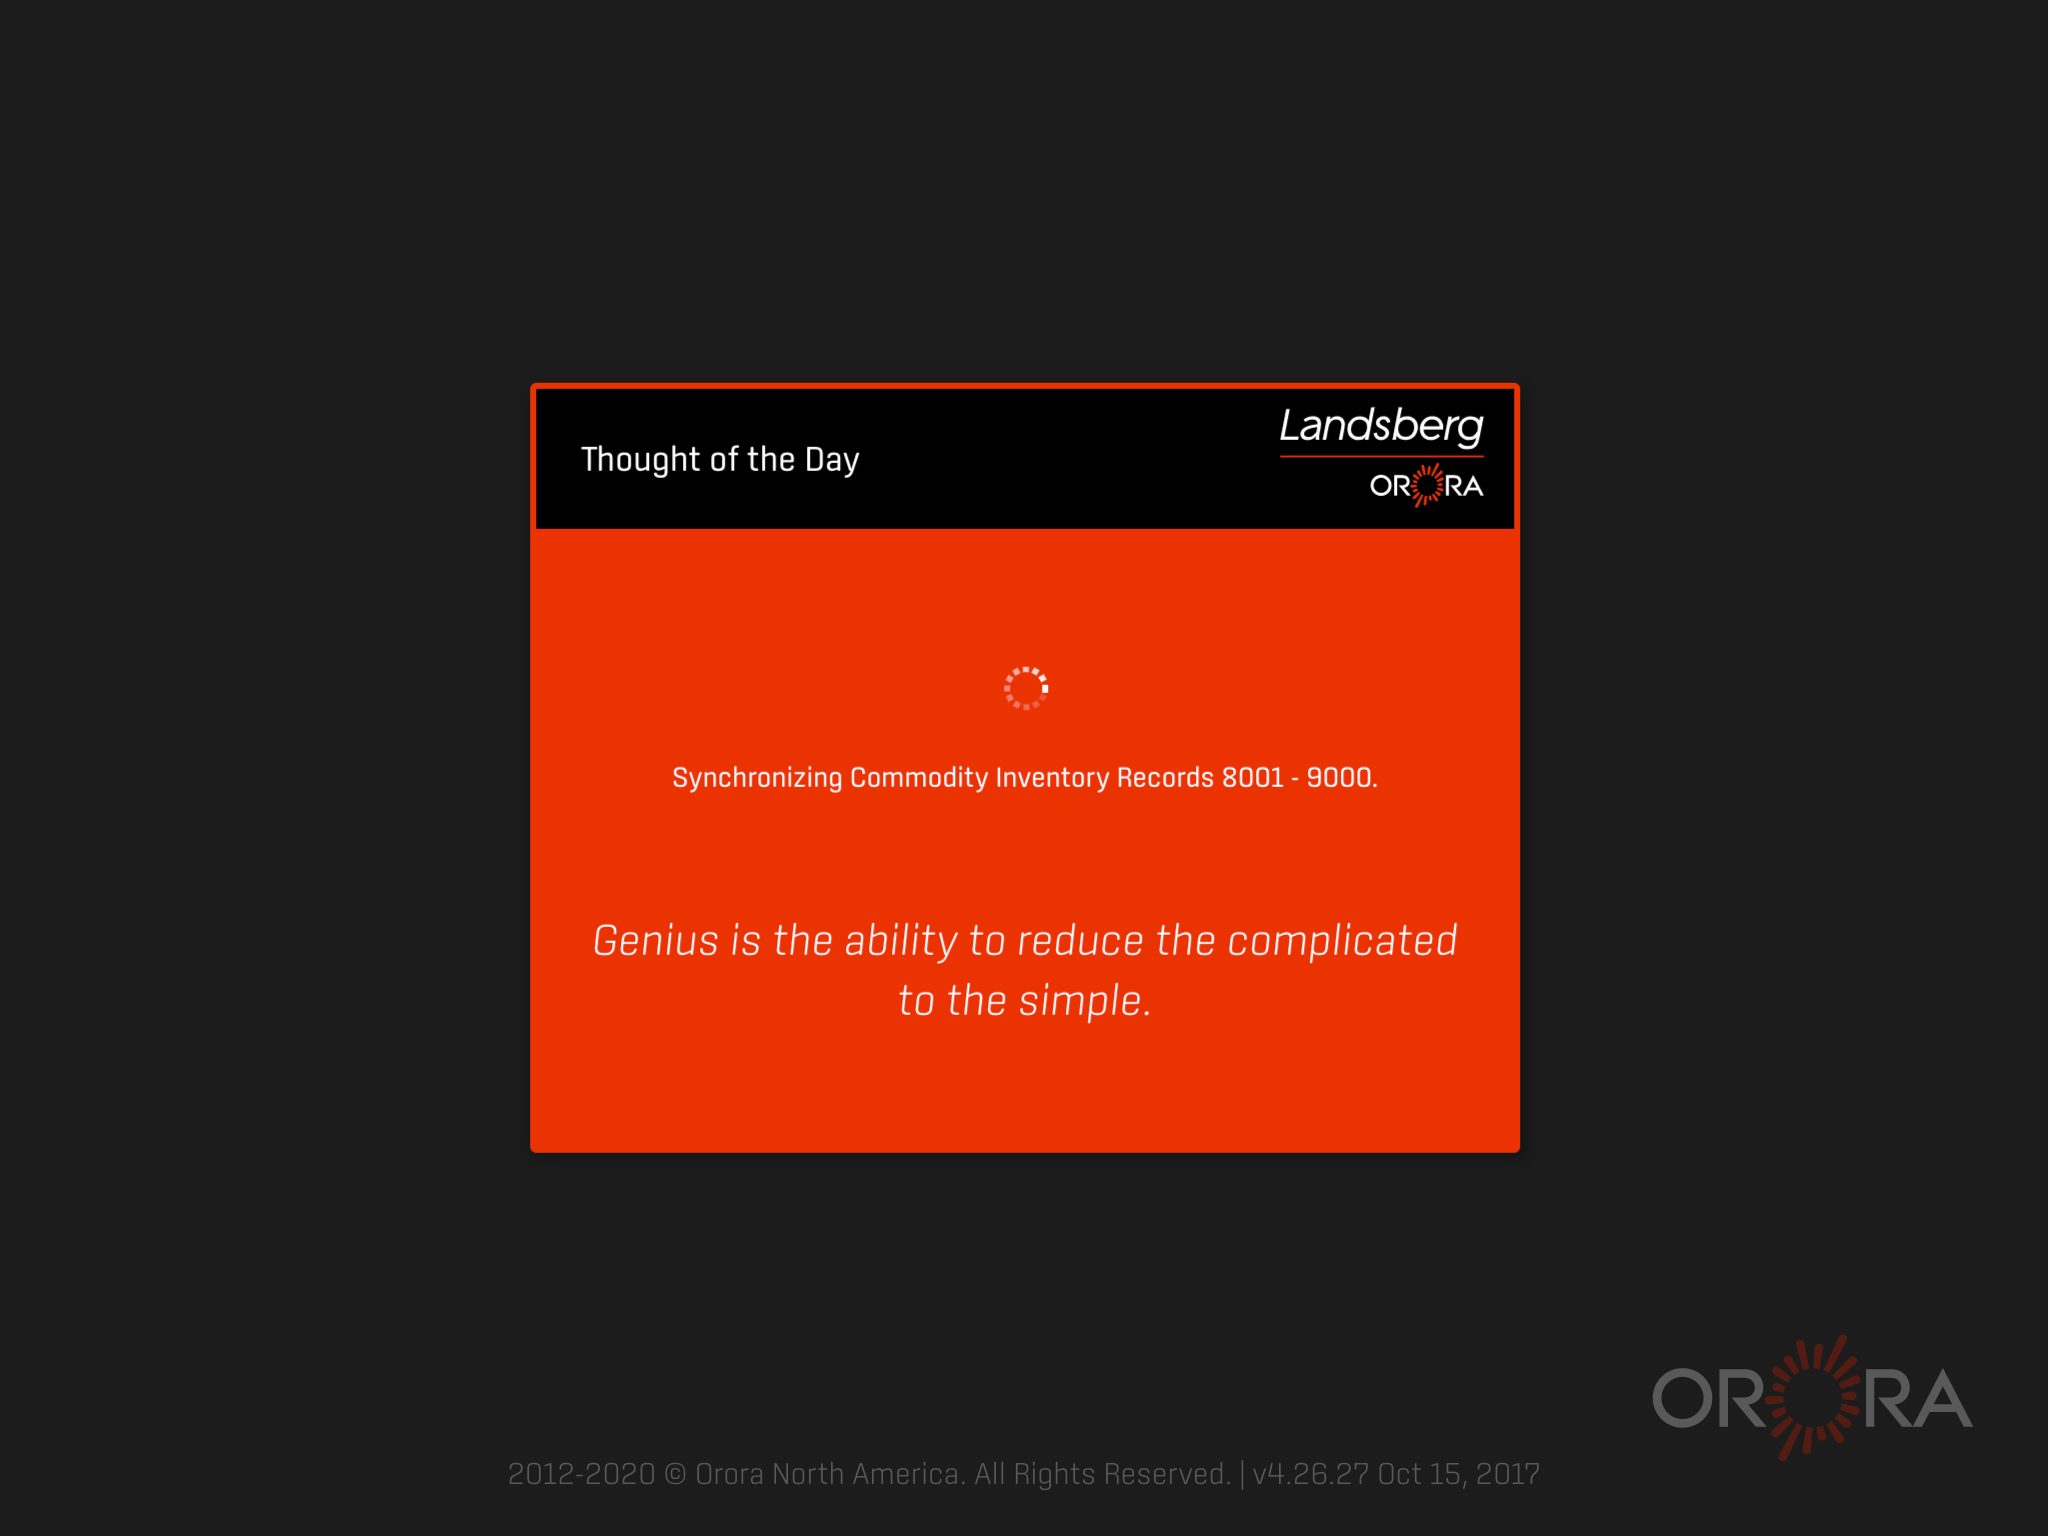 Thought of the Day
Landsberg
ORORA
Synchronizing Commodity Inventory Records 8001 - 9000.
Genius is the ability to reduce the complicated
to the simple.
ORORA
2012-2020 © Orora North America. All Rights Reserved. | v4.26.27 Oct 15, 2017